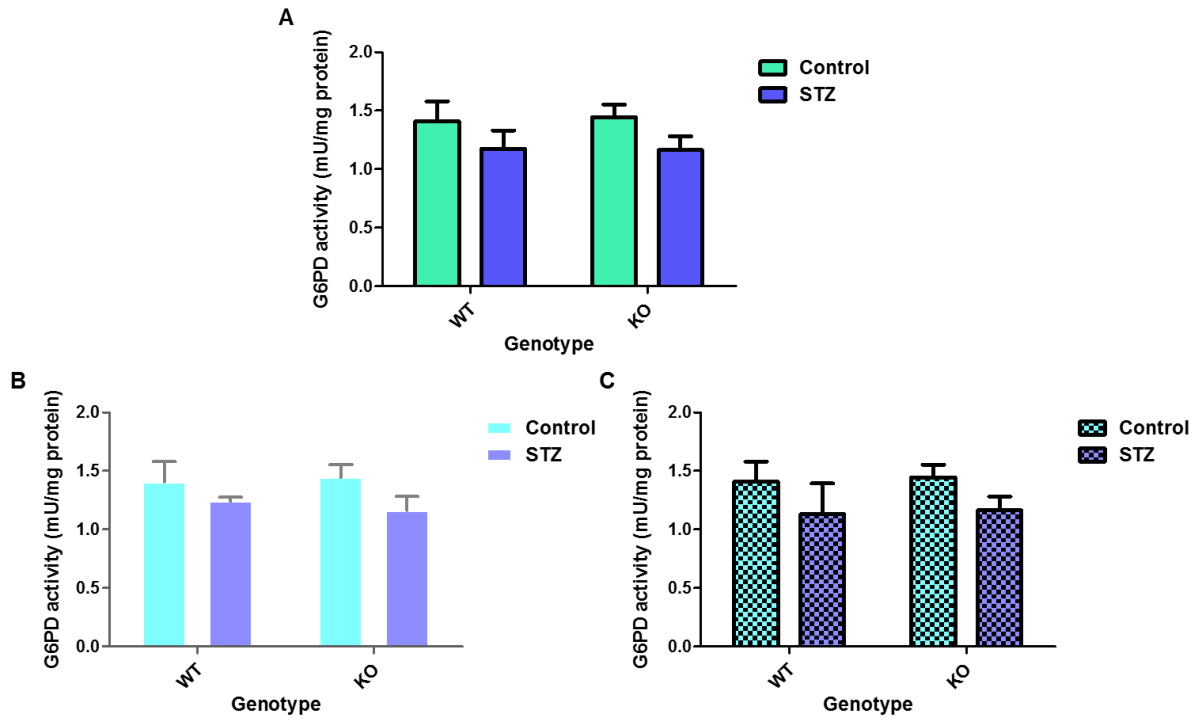 A
G6PD activity (mU/mg protein)
2.0
1.5
1.0
0.5
0.0
WT
KO
Genotype
Control
STZ
B
G6PD activity (mU/mg protein)
2.0
1.5
1.0
0.5
0.0
WT
KO
Genotype
Control
STZ
C
G6PD activity (mU/mg protein)
2.0
1.5
1.0
0.5
0.0
WT
KO
Genotype
Control
STZ